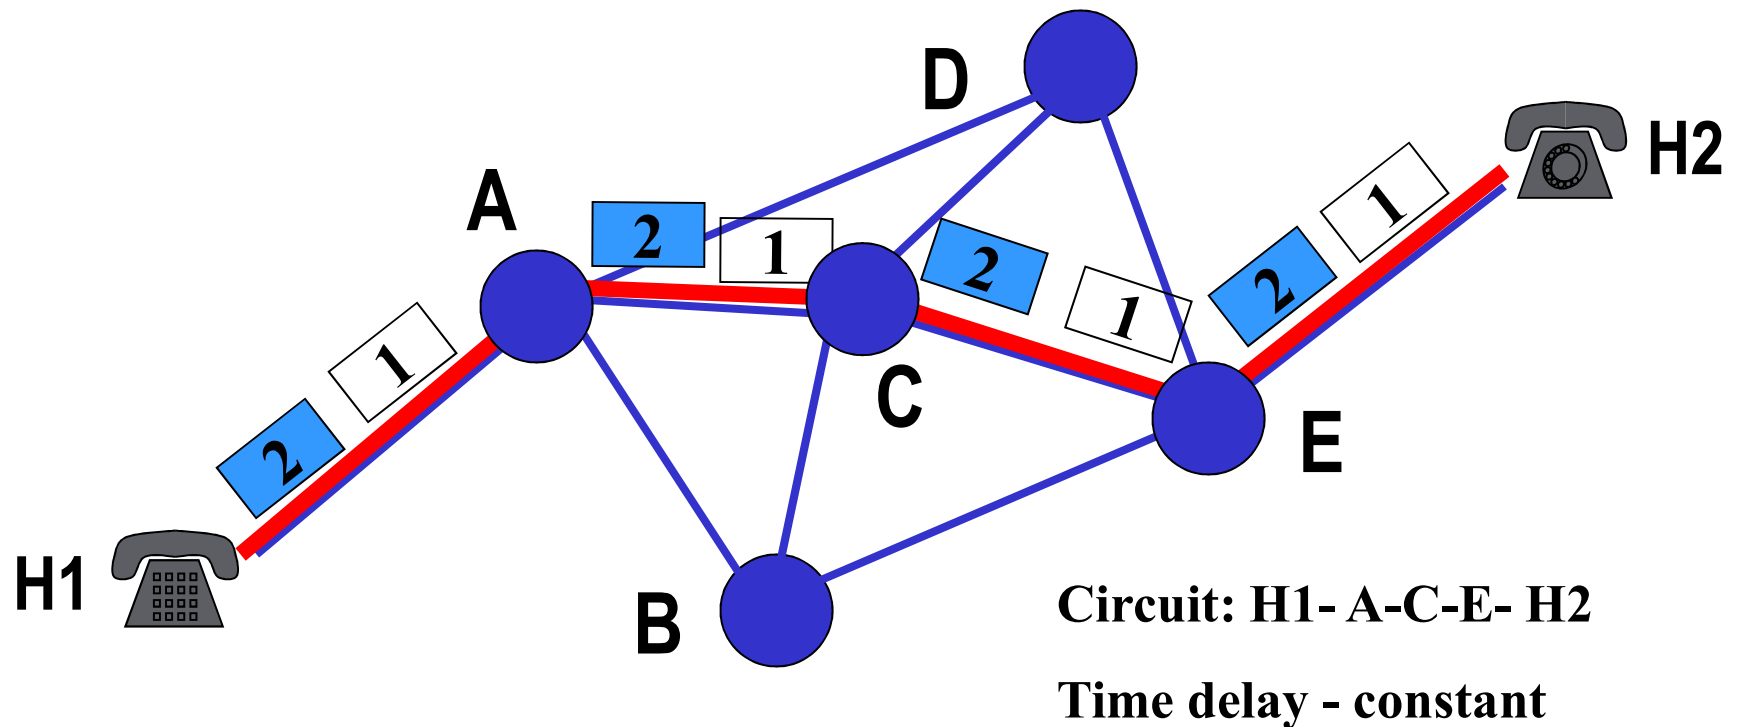 D
H2
A
2
1
2
1
2
1
2
1
C
E
H1
B
Circuit: H1- A-C-E- H2
Time delay - constant